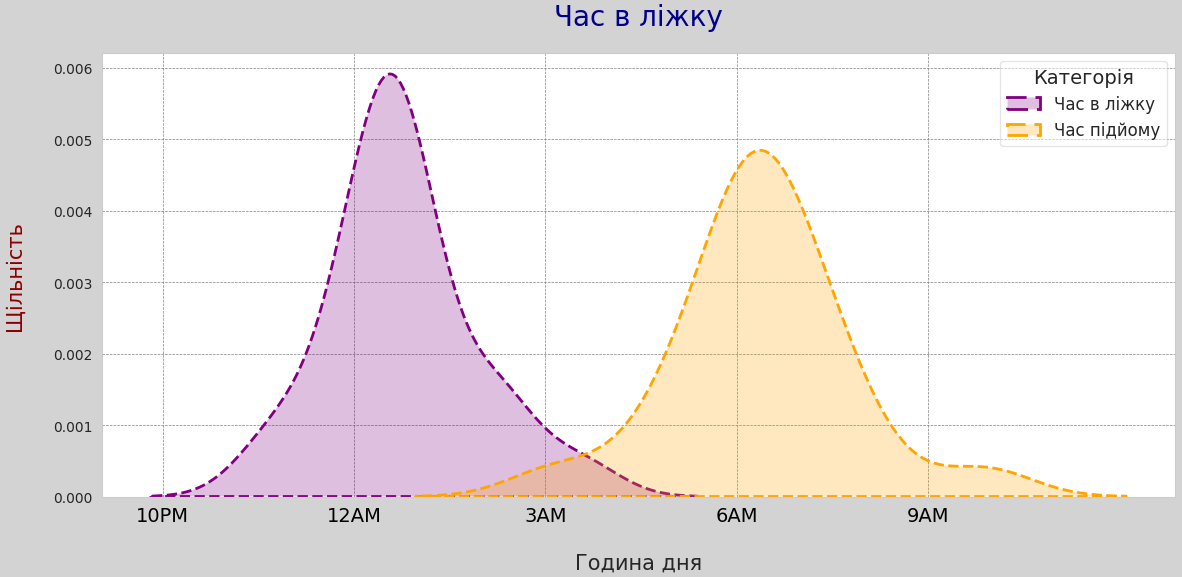 Час в ліжку
Щільність
0.006
0.005
0.004
0.003
0.002
0.001
0.000
Категорія
Час в ліжку
Час підйому
10PM 12AM 3AM 6AM 9AM
Година дня